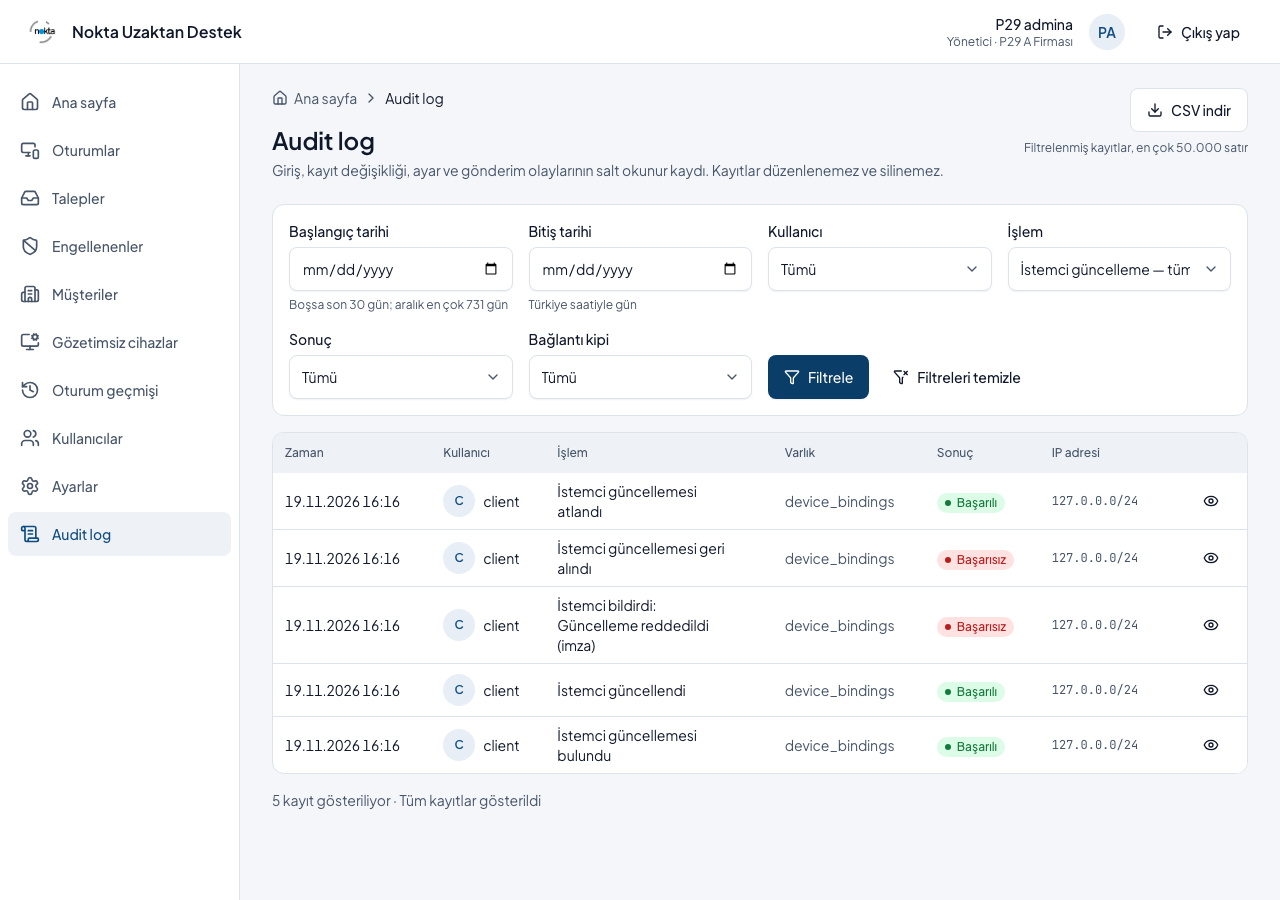 nokta
Nokta Uzaktan Destek
P29 admina
Yönetici · P29 A Firması
PA
Çıkış yap
Ana sayfa
Oturumlar
Talepler
Engellenenler
Müşteriler
Gözetimsiz cihazlar
Oturum geçmişi
Kullanıcılar
Ayarlar
Audit log
Ana sayfa
Audit log
CSV indir
Filtrelenmiş kayıtlar, en çok 50.000 satır
Audit log
Giriş, kayıt değişikliği, ayar ve gönderim olaylarının salt okunur kaydı. Kayıtlar düzenlenemez ve silinemez.
Başlangıç tarihi
Bitiş tarihi
Kullanıcı
İşlem
mm/dd/yyyy
mm/dd/yyyy
Tümü
İstemci güncelleme — tüm
Boşsa son 30 gün; aralık en çok 731 gün
Türkiye saatiyle gün
Sonuç
Bağlantı kipi
Tümü
Tümü
Filtrele
Filtreleri temizle
Zaman Kullanıcı İşlem Varlık Sonuç IP adresi
19.11.2026 16:16 C client İstemci güncellemesi atlandı device_bindings Başarılı 127.0.0.0/24
19.11.2026 16:16 C client İstemci güncellemesi geri alındı device_bindings Başarısız 127.0.0.0/24
19.11.2026 16:16 C client İstemci bildirdi: Güncelleme reddedildi (imza) device_bindings Başarısız 127.0.0.0/24
19.11.2026 16:16 C client İstemci güncellendi device_bindings Başarılı 127.0.0.0/24
19.11.2026 16:16 C client İstemci güncellemesi bulundu device_bindings Başarılı 127.0.0.0/24
5 kayıt gösteriliyor · Tüm kayıtlar gösterildi